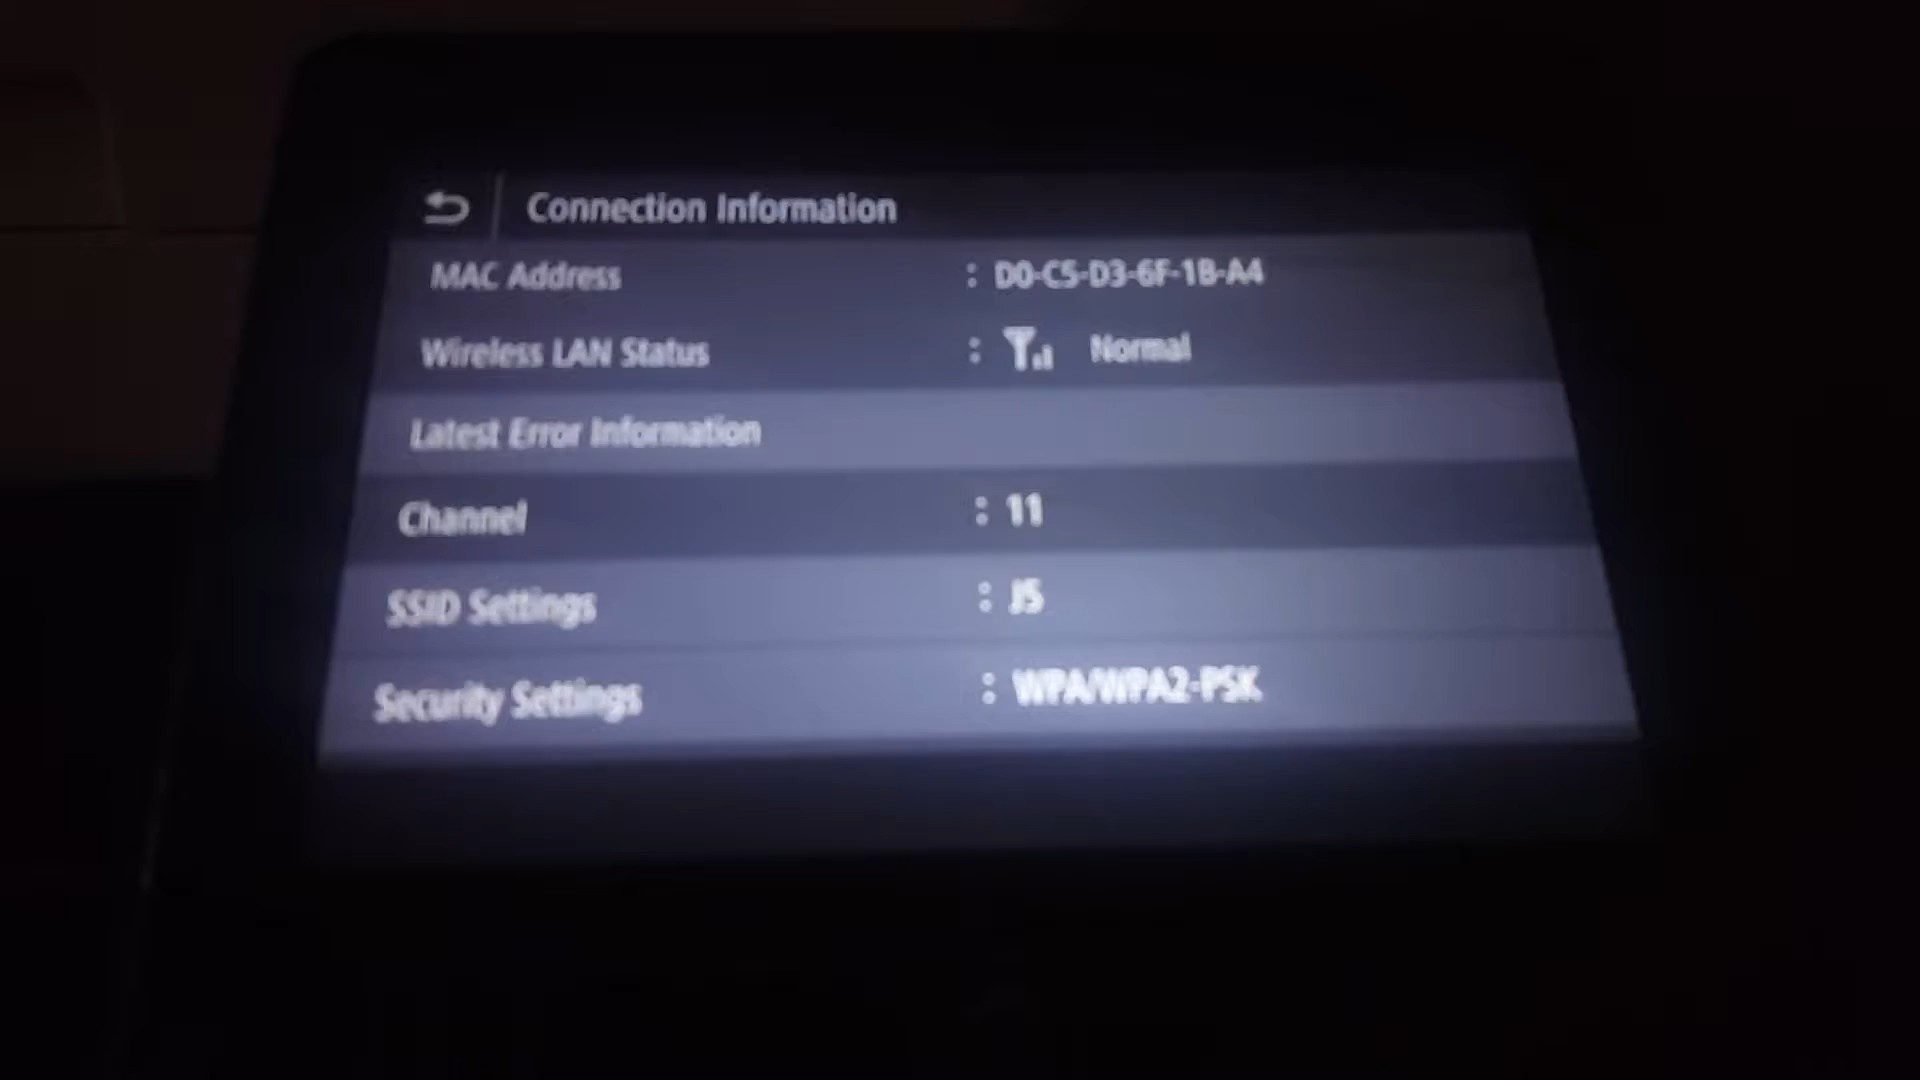 Connection Information
MAC Address : D0-C5-D3-6F-1B-A4
Wireless LAN Status : Normal
Latest Error Information
Channel : 11
SSID Settings : JS
Security Settings : WPA/WPA2-PSK